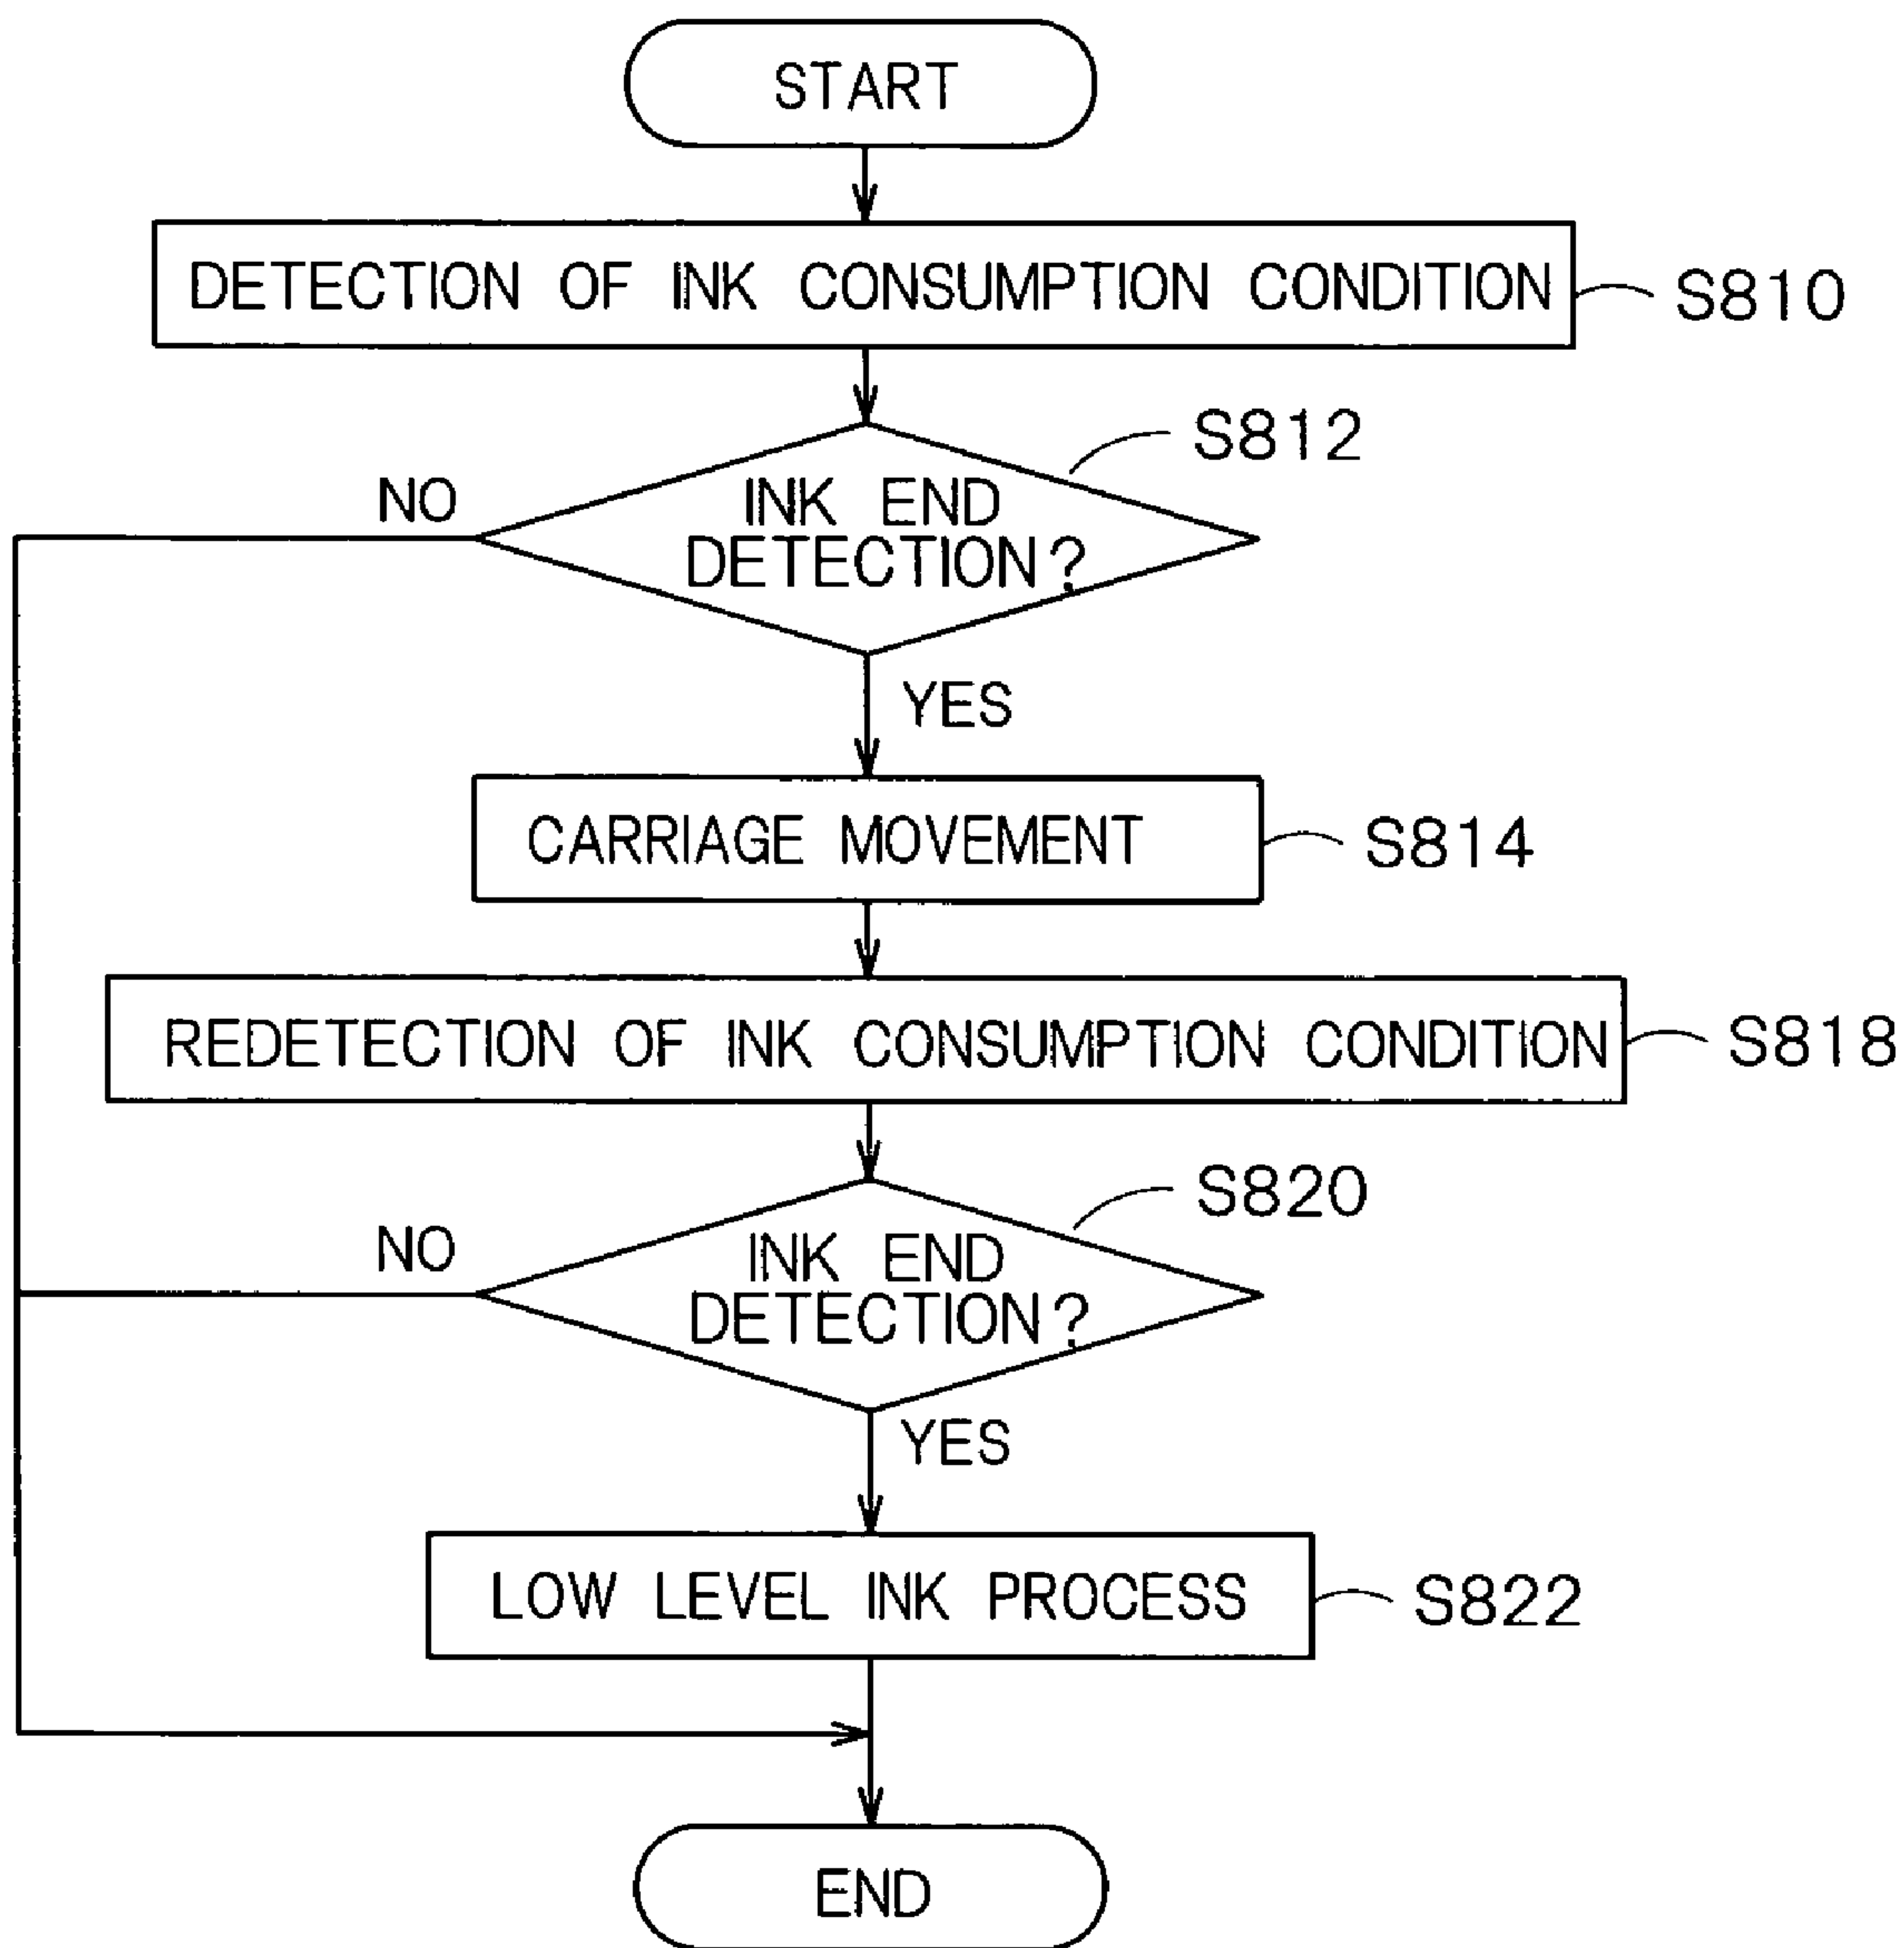 START
DETECTION OF INK CONSUMPTION CONDITION
S810
S812
NO
INK END
DETECTION?
YES
CARRIAGE MOVEMENT
S814
REDETECTION OF INK CONSUMPTION CONDITION
S818
S820
NO
INK END
DETECTION?
YES
LOW LEVEL INK PROCESS
S822
END